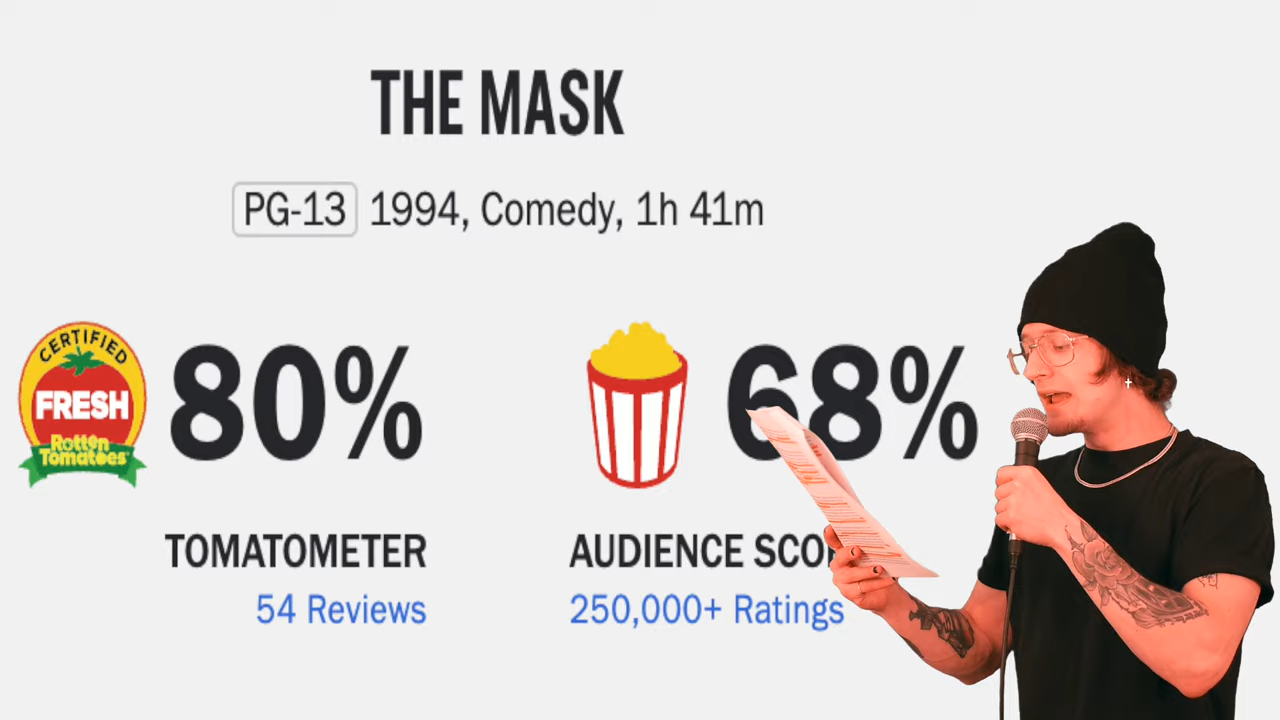 THE MASK
PG-13 1994, Comedy, 1h 41m
CERTIFIED
FRESH
Rotten
Tomatoes
80%
68%
TOMATOMETER
AUDIENCE SCO
54 Reviews
250,000+ Ratings